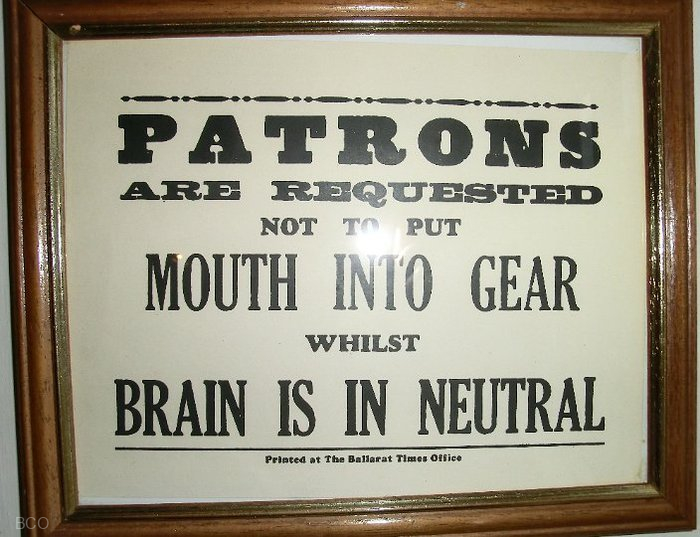 PATRONS
ARE REQUESTED
NOT TO PUT
MOUTH INTO GEAR
WHILST
BRAIN IS IN NEUTRAL
Printed at The Ballarat Times Office
BCO